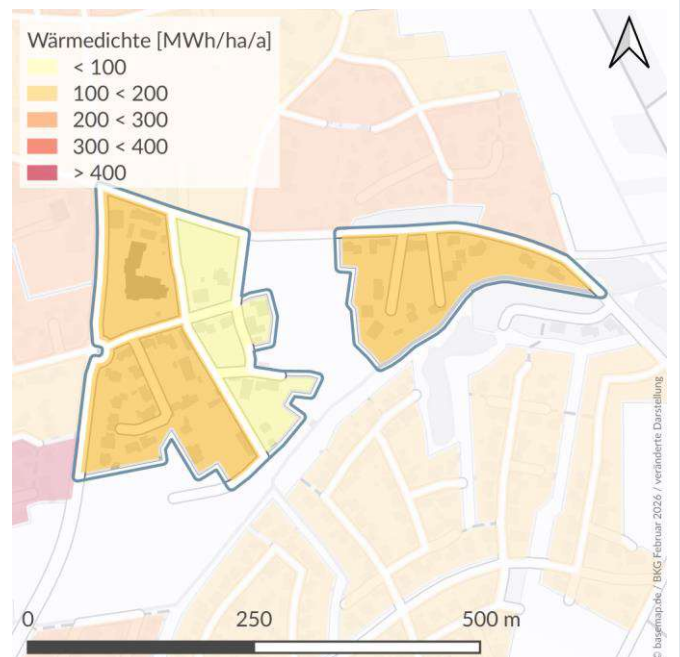 Wärmedichte [MWh/ha/a]
< 100
100 < 200
200 < 300
300 < 400
> 400
© basemap.de / BKG Februar 2026 / veränderte Darstellung
0 250 500 m